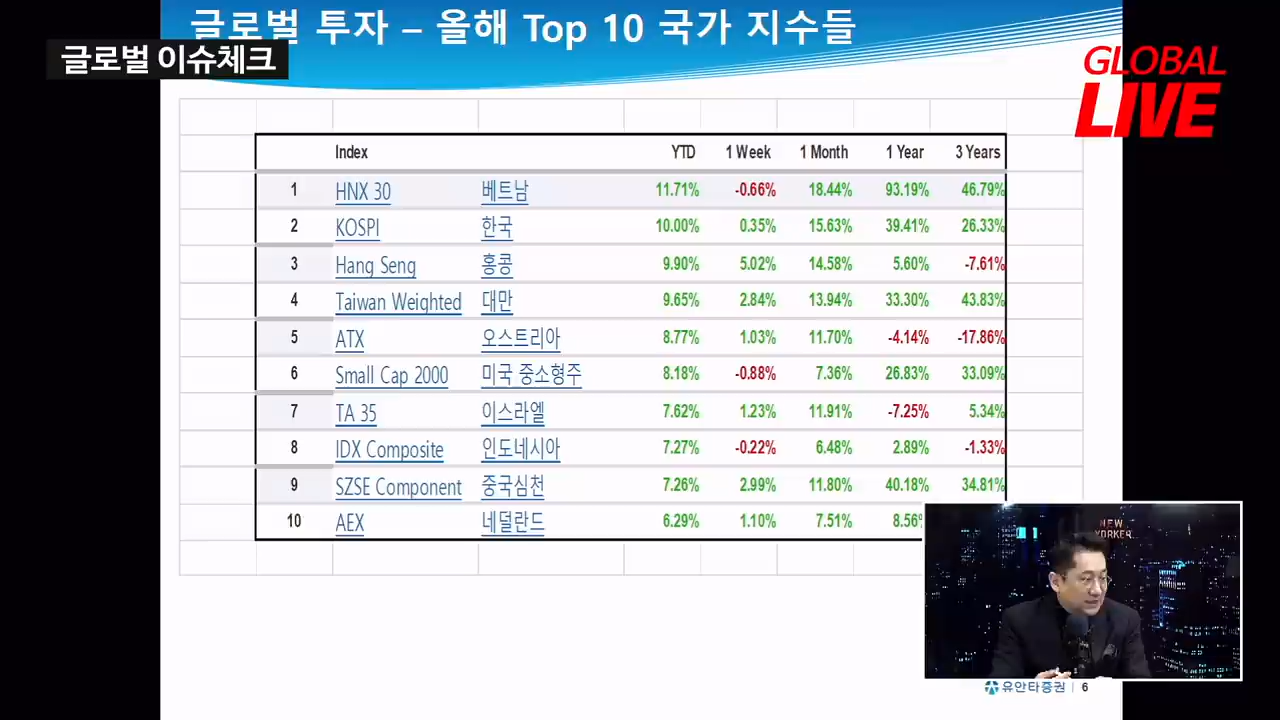 글로벌 투자 – 올해 Top 10 국가 지수들
글로벌 이슈체크
GLOBAL
LIVE
Index YTD 1 Week 1 Month 1 Year 3 Years
1 HNX 30 베트남 11.71% -0.66% 18.44% 93.19% 46.79%
2 KOSPI 한국 10.00% 0.35% 15.63% 39.41% 26.33%
3 Hang Seng 홍콩 9.90% 5.02% 14.58% 5.60% -7.61%
4 Taiwan Weighted 대만 9.65% 2.84% 13.94% 33.30% 43.83%
5 ATX 오스트리아 8.77% 1.03% 11.70% -4.14% -17.86%
6 Small Cap 2000 미국 중소형주 8.18% -0.88% 7.36% 26.83% 33.09%
7 TA 35 이스라엘 7.62% 1.23% 11.91% -7.25% 5.34%
8 IDX Composite 인도네시아 7.27% -0.22% 6.48% 2.89% -1.33%
9 SZSE Component 중국심천 7.26% 2.99% 11.80% 40.18% 34.81%
10 AEX 네덜란드 6.29% 1.10% 7.51% 8.56%
NEW
YORKER
유안타증권 | 6